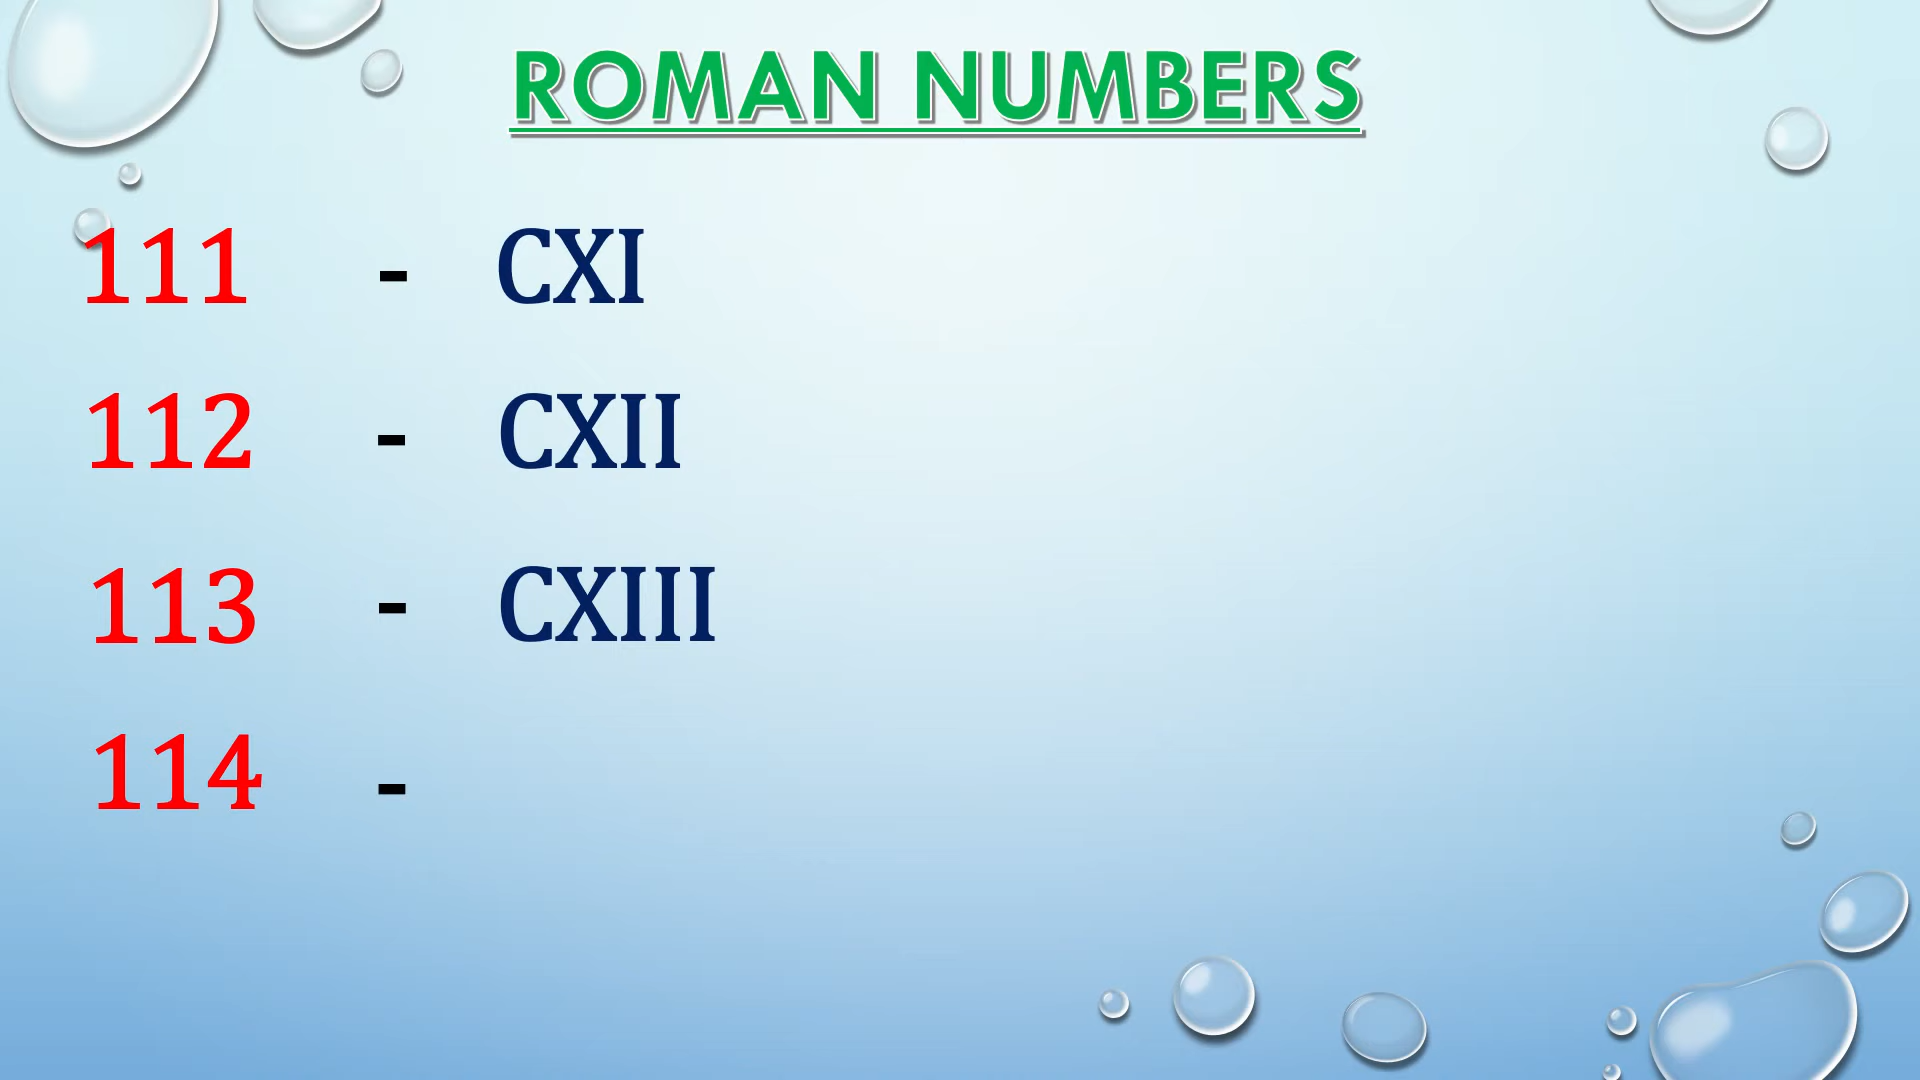 ROMAN NUMBERS
111 - CXI
112 - CXII
113 - CXIII
114 -